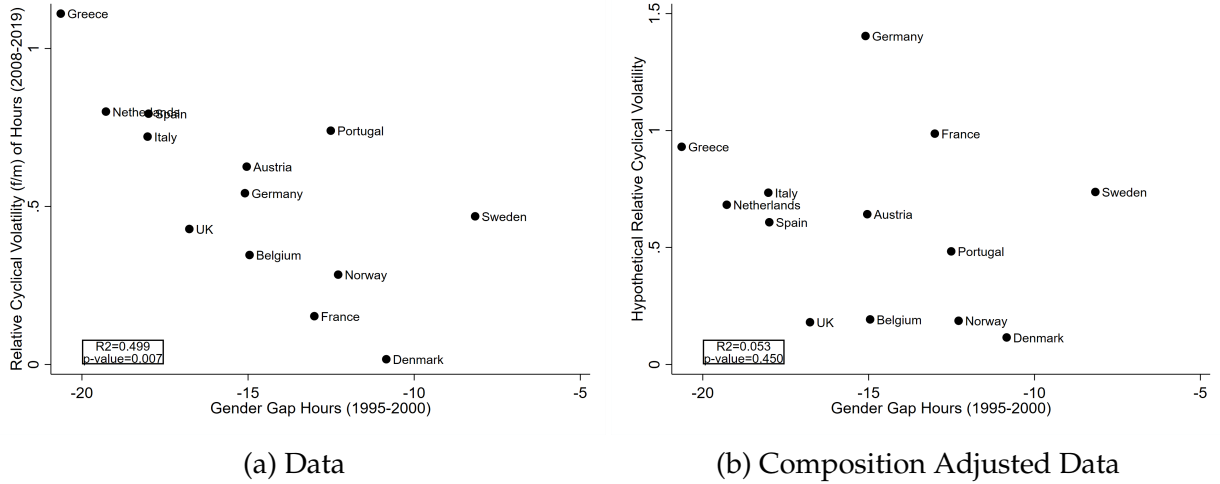 Relative Cyclical Volatility (f/m) of Hours (2008-2019)
1
.5
0
Greece
Netherlands
Spain
Italy
Portugal
Austria
Germany
Sweden
UK
Belgium
Norway
France
Denmark
R2=0.499
p-value=0.007
-20
-15
-10
-5
Gender Gap Hours (1995-2000)
(a) Data
Hypothetical Relative Cyclical Volatility
1.5
1
.5
0
Germany
France
Greece
Italy
Sweden
Netherlands
Austria
Spain
Portugal
UK
Belgium
Norway
Denmark
R2=0.053
p-value=0.450
-20
-15
-10
-5
Gender Gap Hours (1995-2000)
(b) Composition Adjusted Data